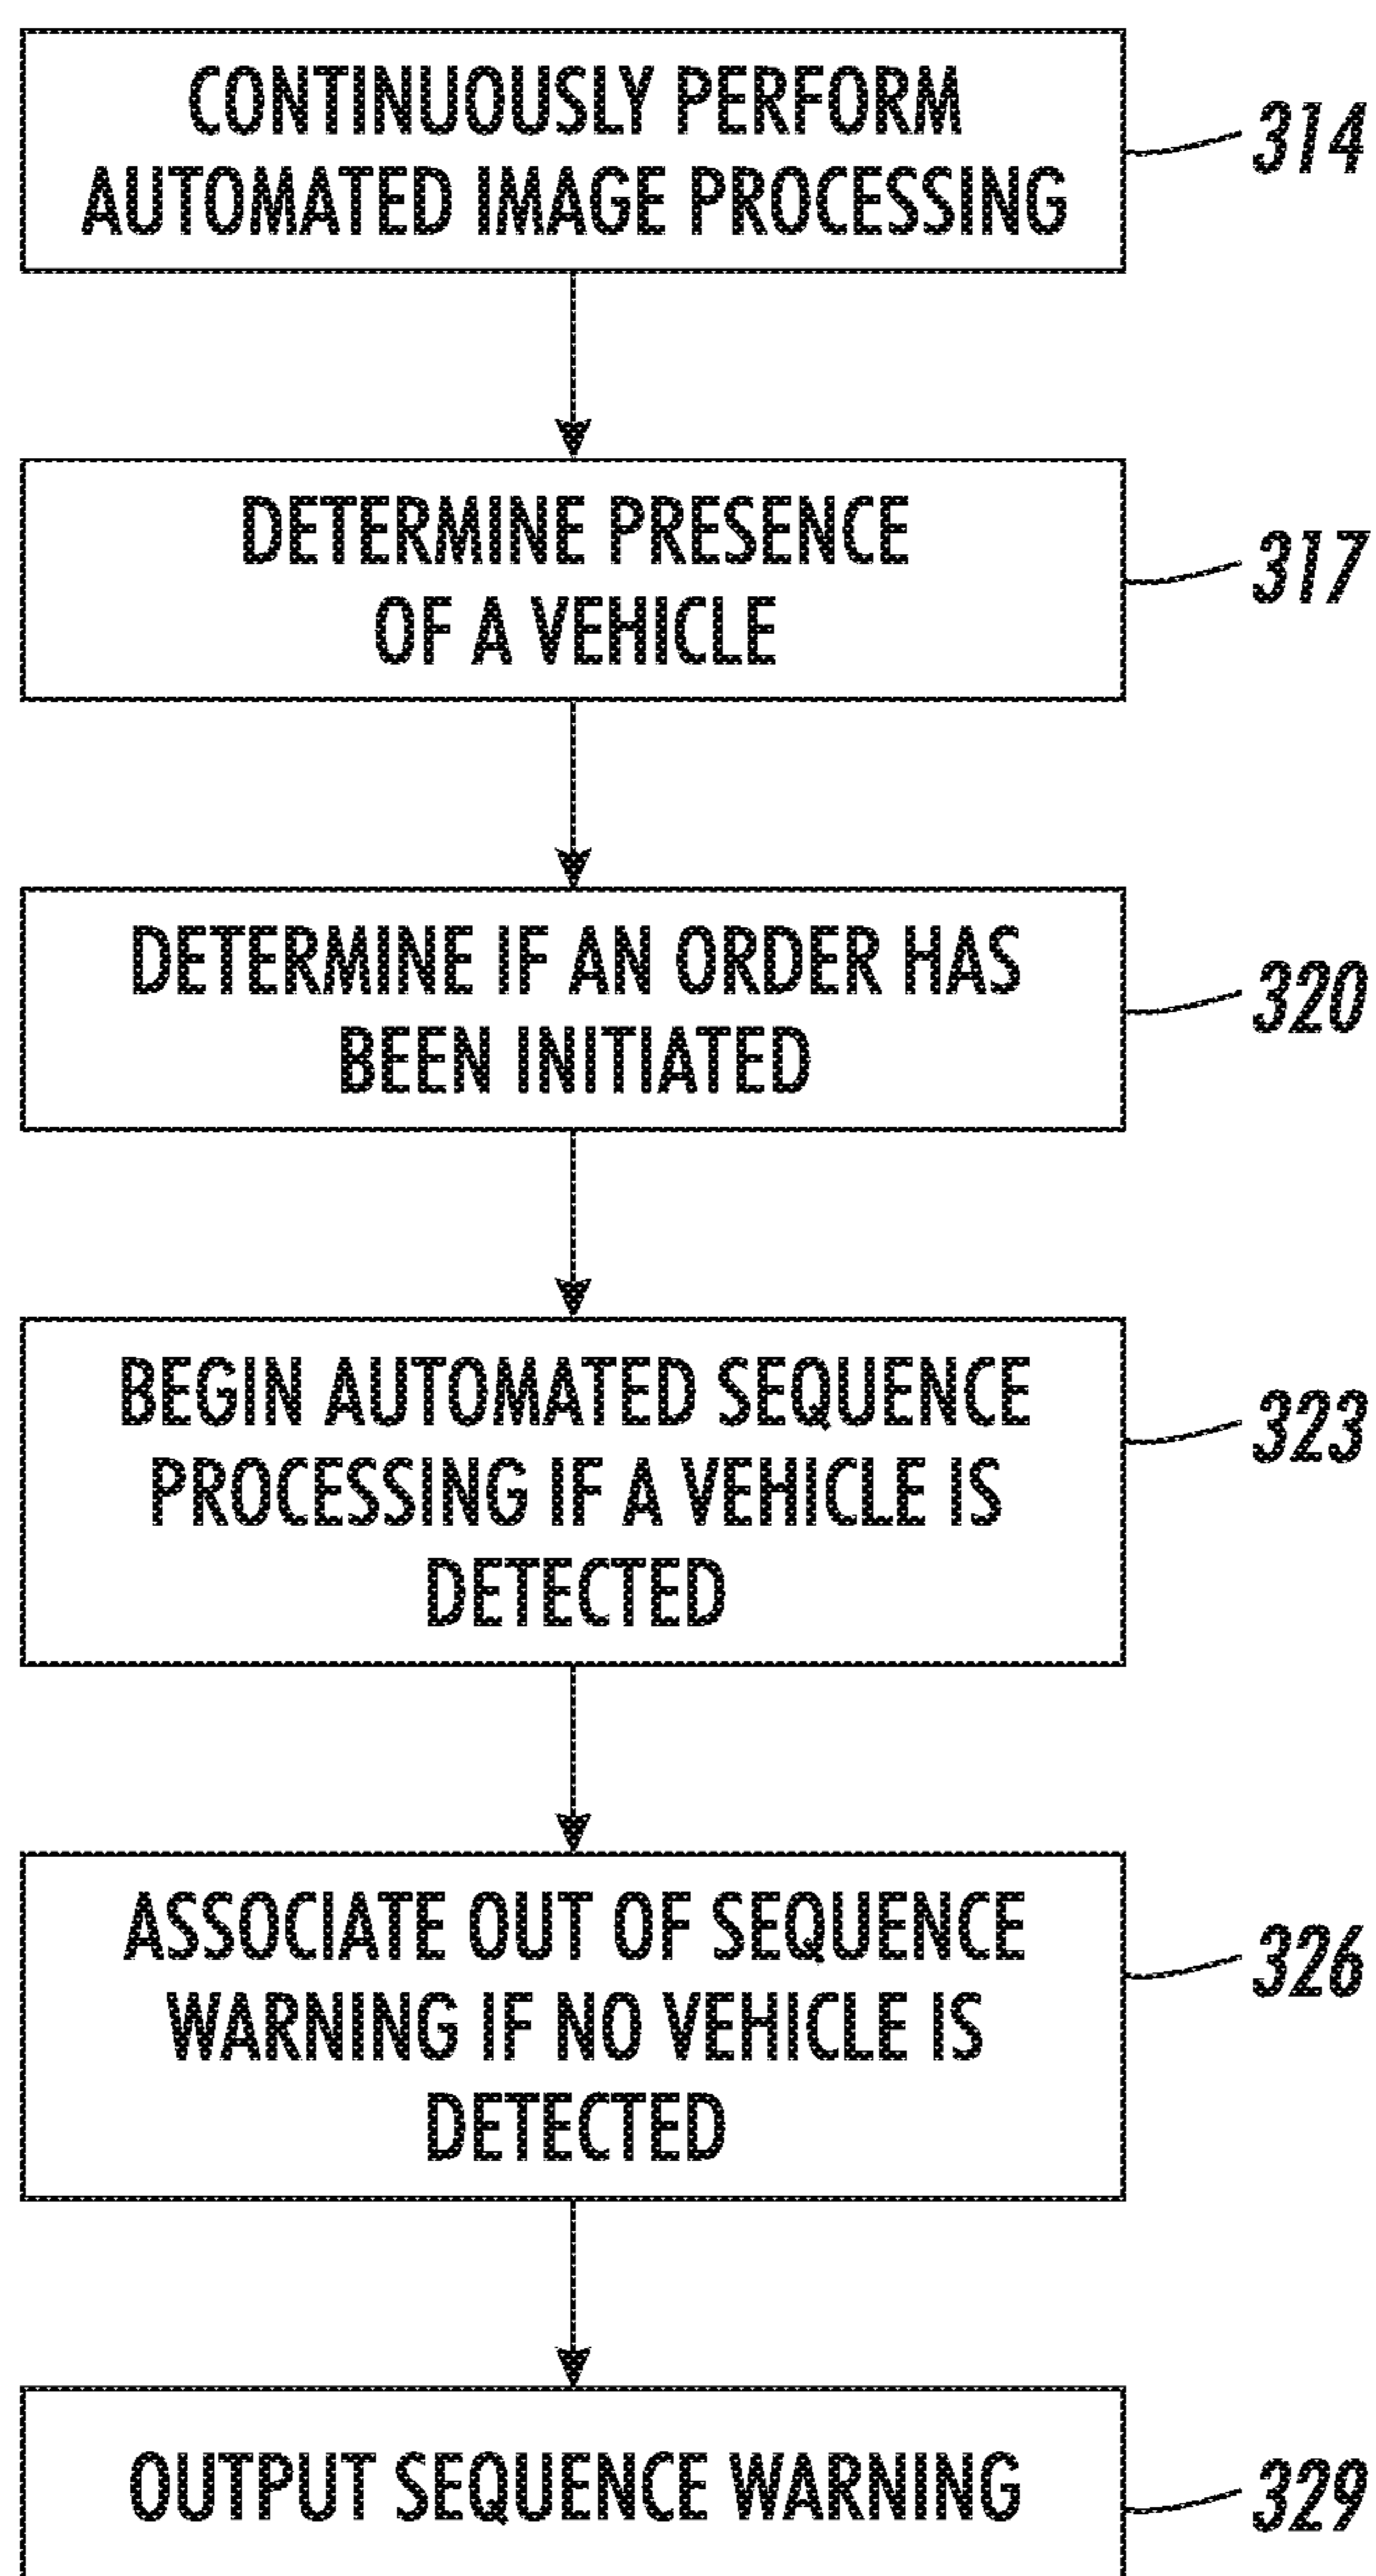 CONTINUOUSLY PERFORM
AUTOMATED IMAGE PROCESSING
314
DETERMINE PRESENCE
OF A VEHICLE
317
DETERMINE IF AN ORDER HAS
BEEN INITIATED
320
BEGIN AUTOMATED SEQUENCE
PROCESSING IF A VEHICLE IS
DETECTED
323
ASSOCIATE OUT OF SEQUENCE
WARNING IF NO VEHICLE IS
DETECTED
326
OUTPUT SEQUENCE WARNING
329